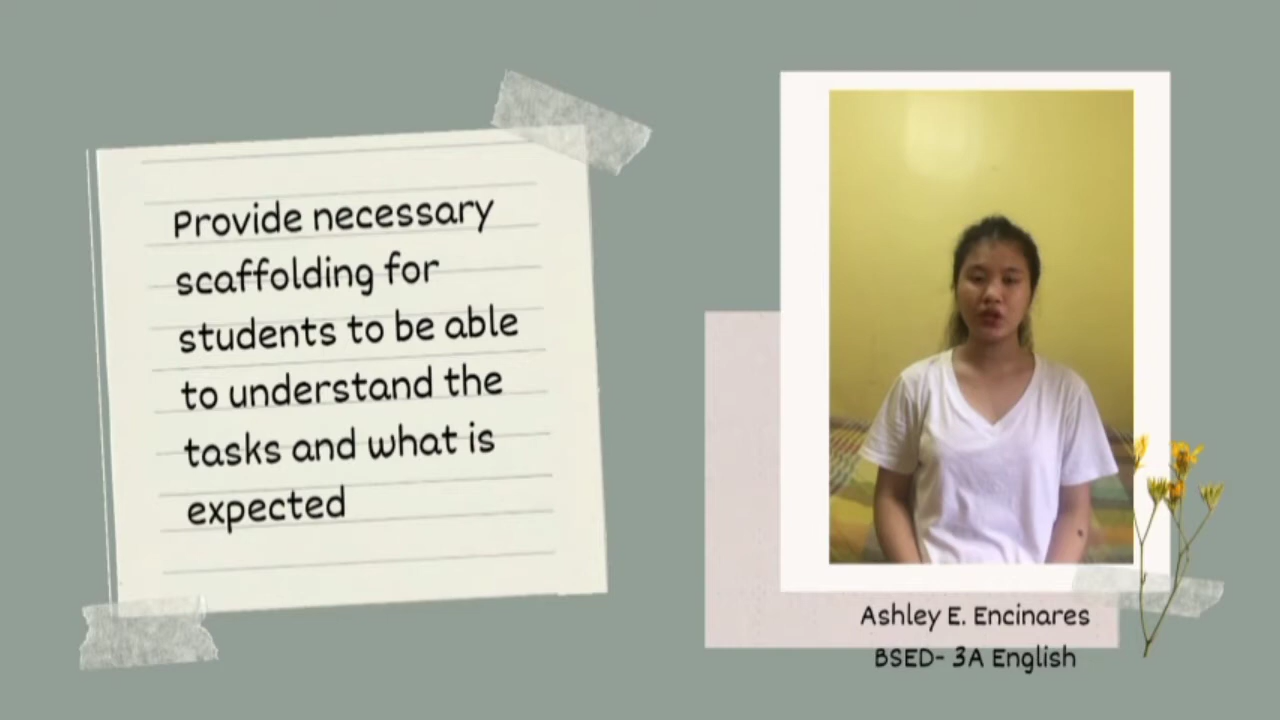 Provide necessary
scaffolding for
students to be able
to understand the
tasks and what is
expected
Ashley E. Encinares
BSED- 3A English